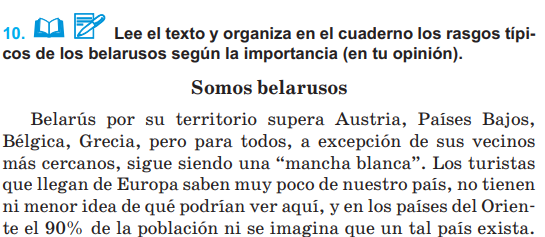 10. Lee el texto y organiza en el cuaderno los rasgos típi-
cos de los belarusos según la importancia (en tu opinión).
Somos belarusos
Belarús por su territorio supera Austria, Países Bajos,
Bélgica, Grecia, pero para todos, a excepción de sus vecinos
más cercanos, sigue siendo una “mancha blanca”. Los turistas
que llegan de Europa saben muy poco de nuestro país, no tienen
ni menor idea de qué podrían ver aquí, y en los países del Orien-
te el 90% de la población ni se imagina que un tal país exista.